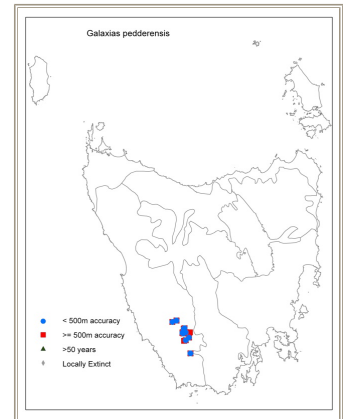 Galaxias pedderensis
< 500m accuracy
>= 500m accuracy
>50 years
Locally Extinct